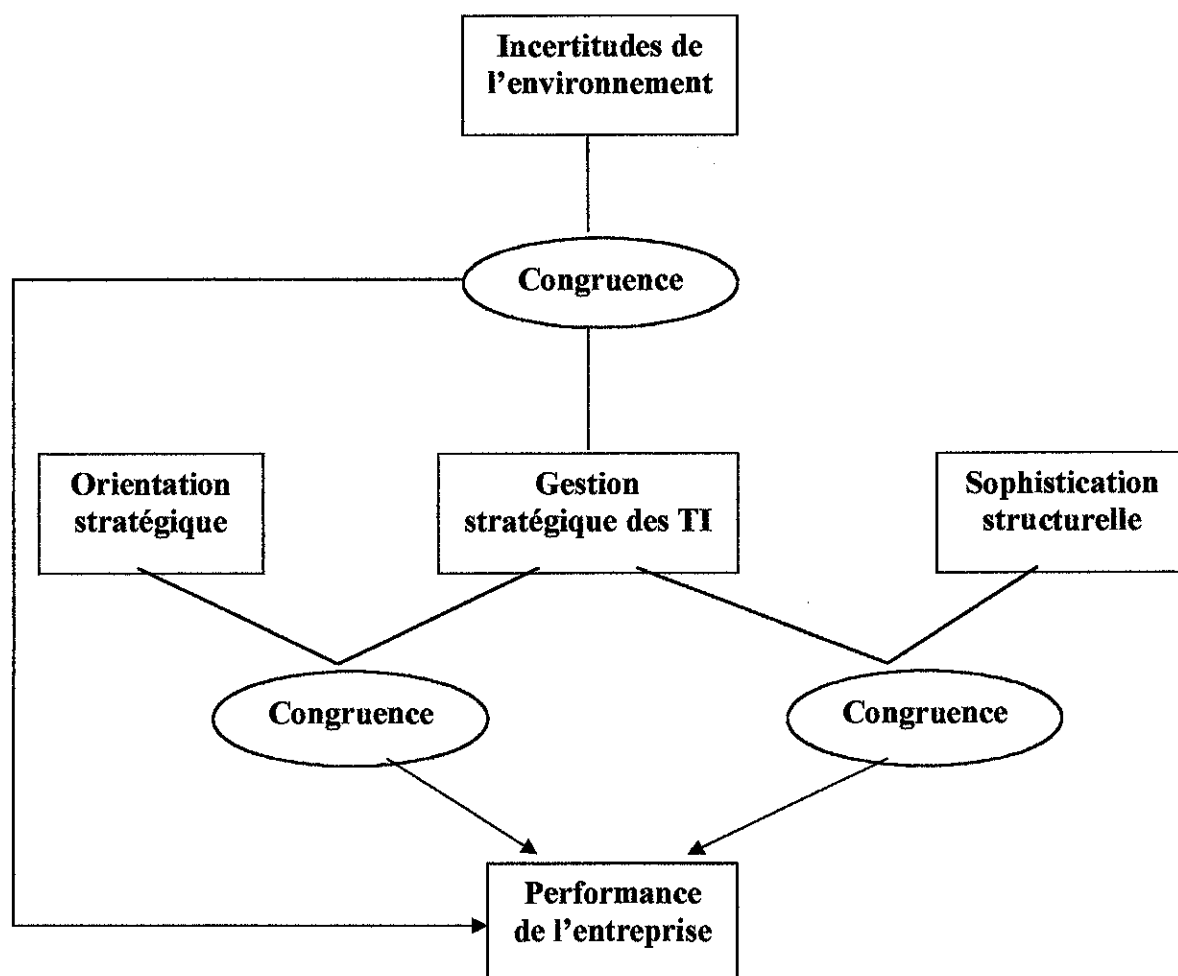 Incertitudes de
l'environnement
Congruence
Orientation
stratégique
Gestion
stratégique des TI
Sophistication
structurelle
Congruence
Congruence
Performance
de l'entreprise